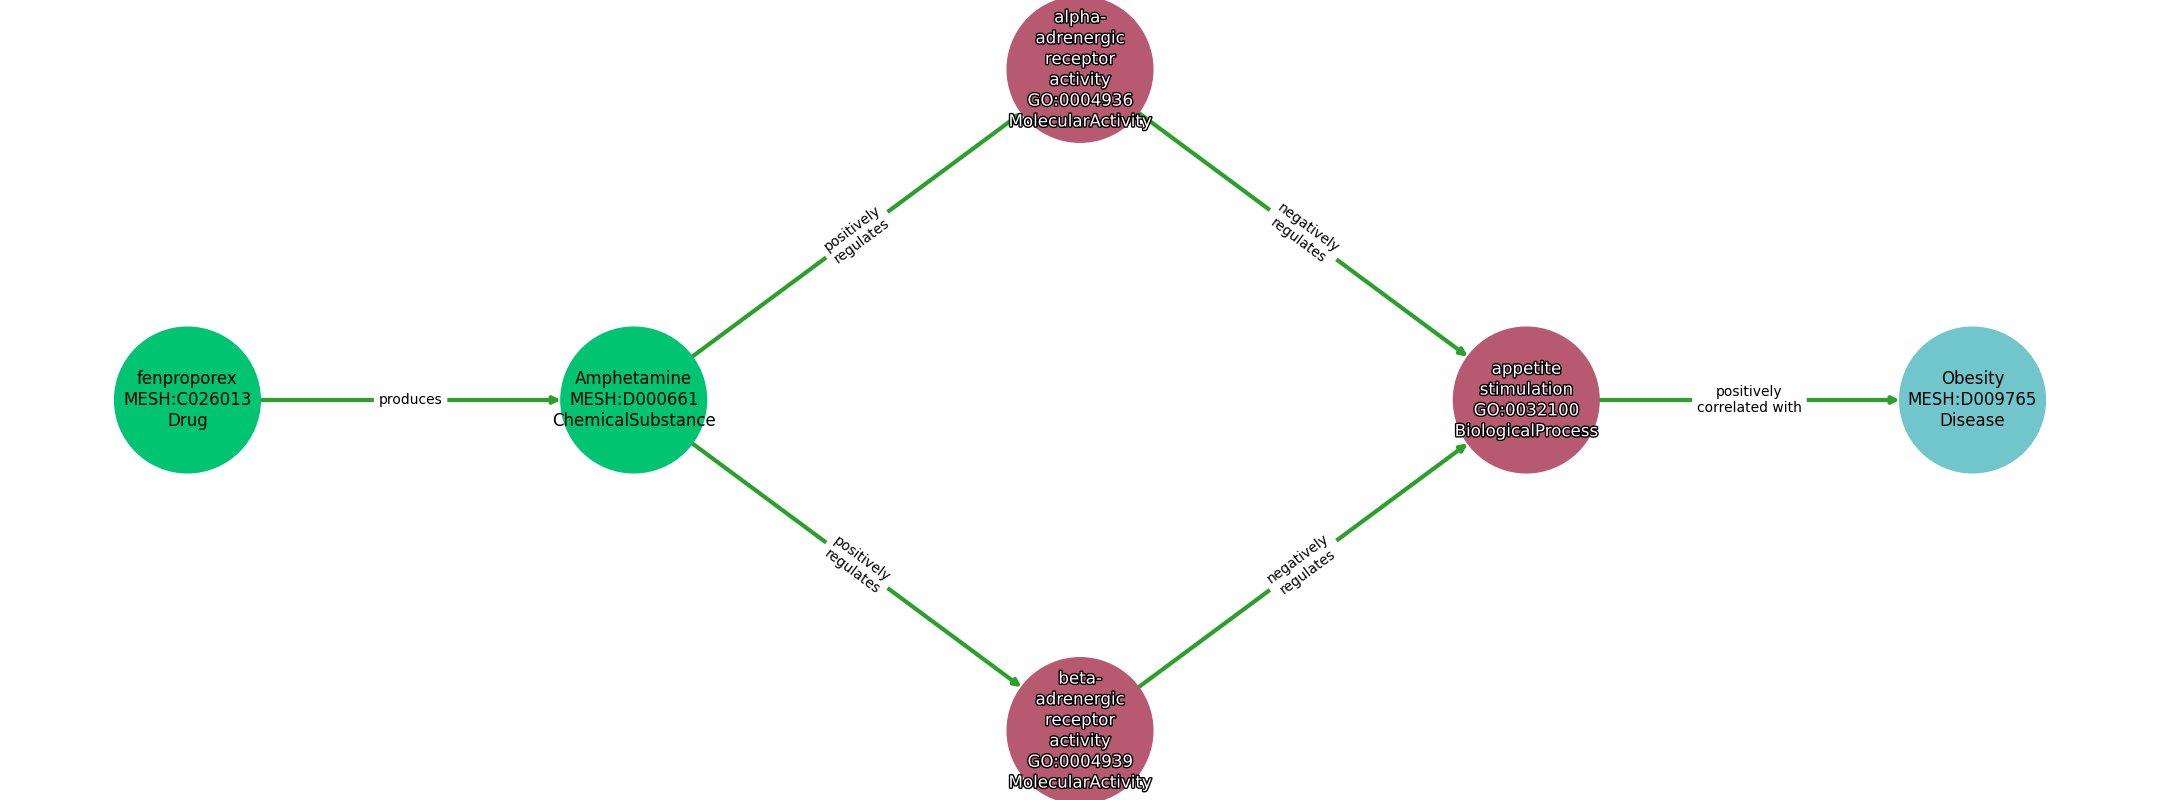 alpha-
adrenergic
receptor
activity
GO:0004936
MolecularActivity
positively
regulates
negatively
regulates
fenproporex
MESH:C026013
Drug
produces
Amphetamine
MESH:D000661
ChemicalSubstance
appetite
stimulation
GO:0032100
BiologicalProcess
positively
correlated with
Obesity
MESH:D009765
Disease
positively
regulates
negatively
regulates
beta-
adrenergic
receptor
activity
GO:0004939
MolecularActivity